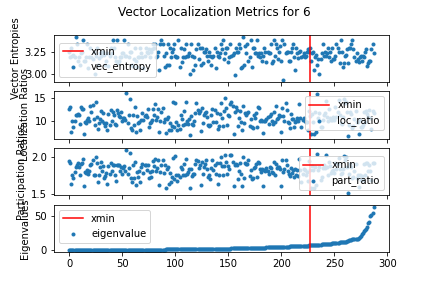 Vector Localization Metrics for 6
Vector Entropies
3.25
3.00
xmin
vec_entropy
Localization Ratios
15
10
xmin
loc_ratio
Participation Ratios
2.0
1.5
xmin
part_ratio
Eigenvalues
50
0
xmin
eigenvalue
0 50 100 150 200 250 300